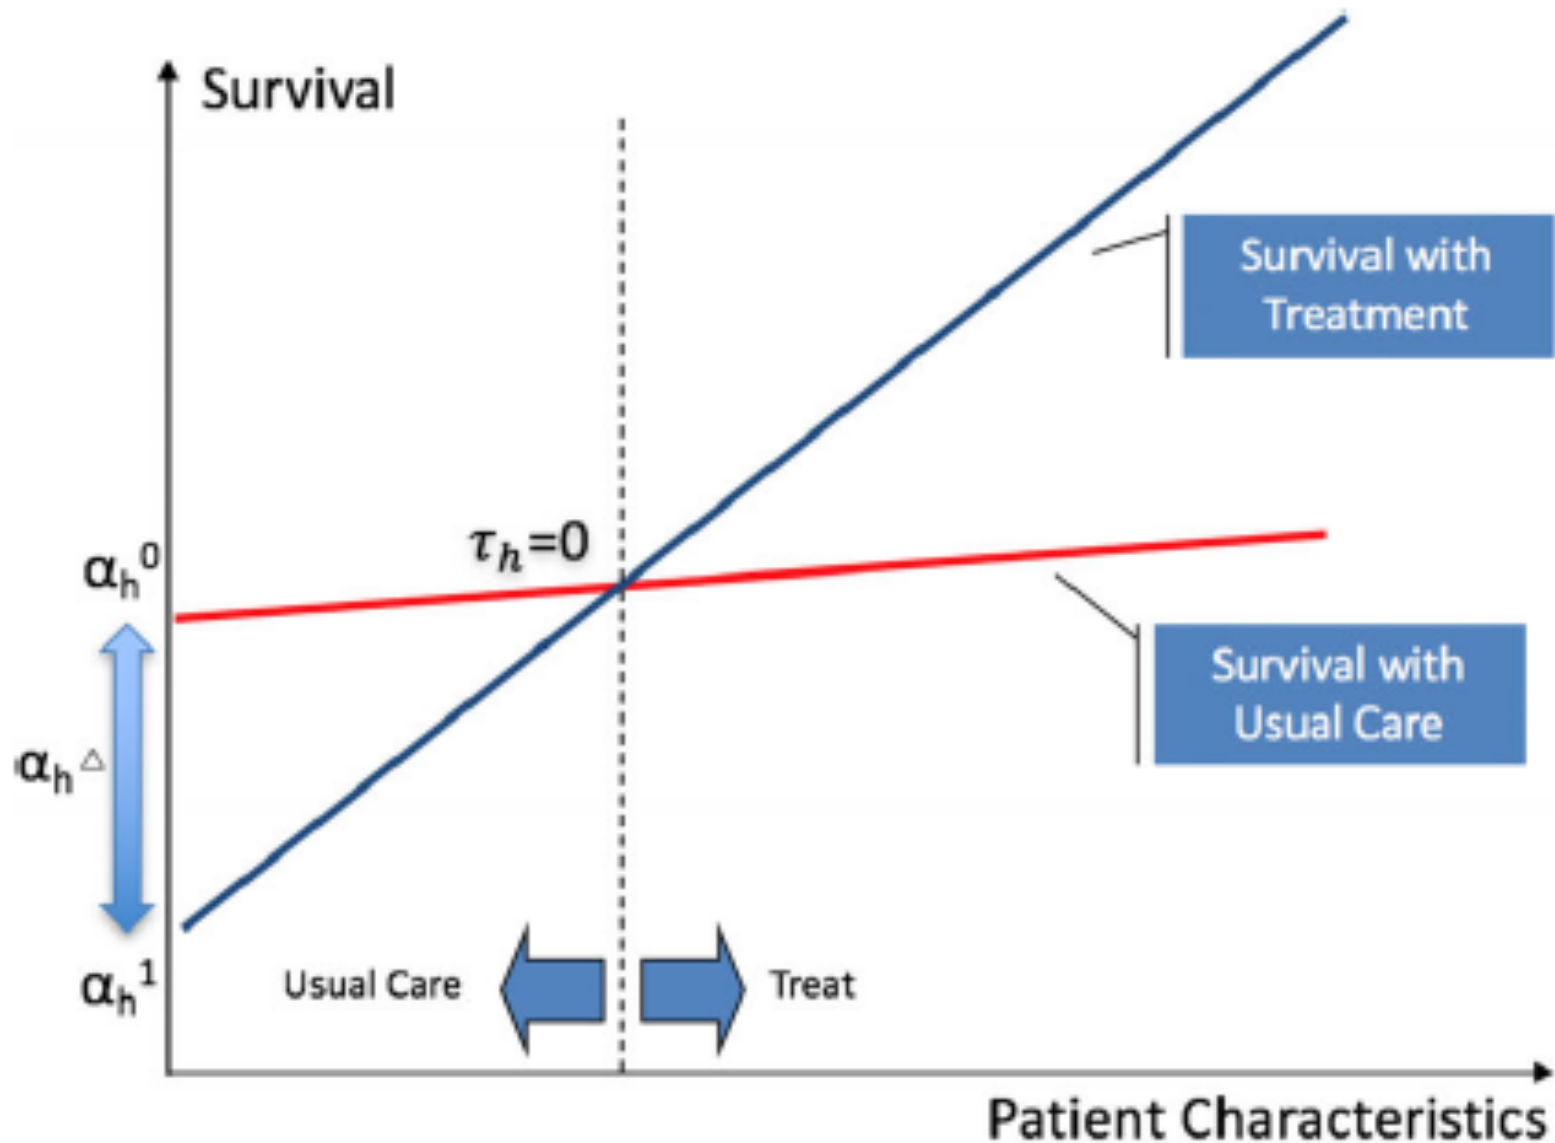 Survival
Survival with
Treatment
τₕ=0
αₕ⁰
Survival with
Usual Care
αₕ△
αₕ¹
Usual Care
Treat
Patient Characteristics